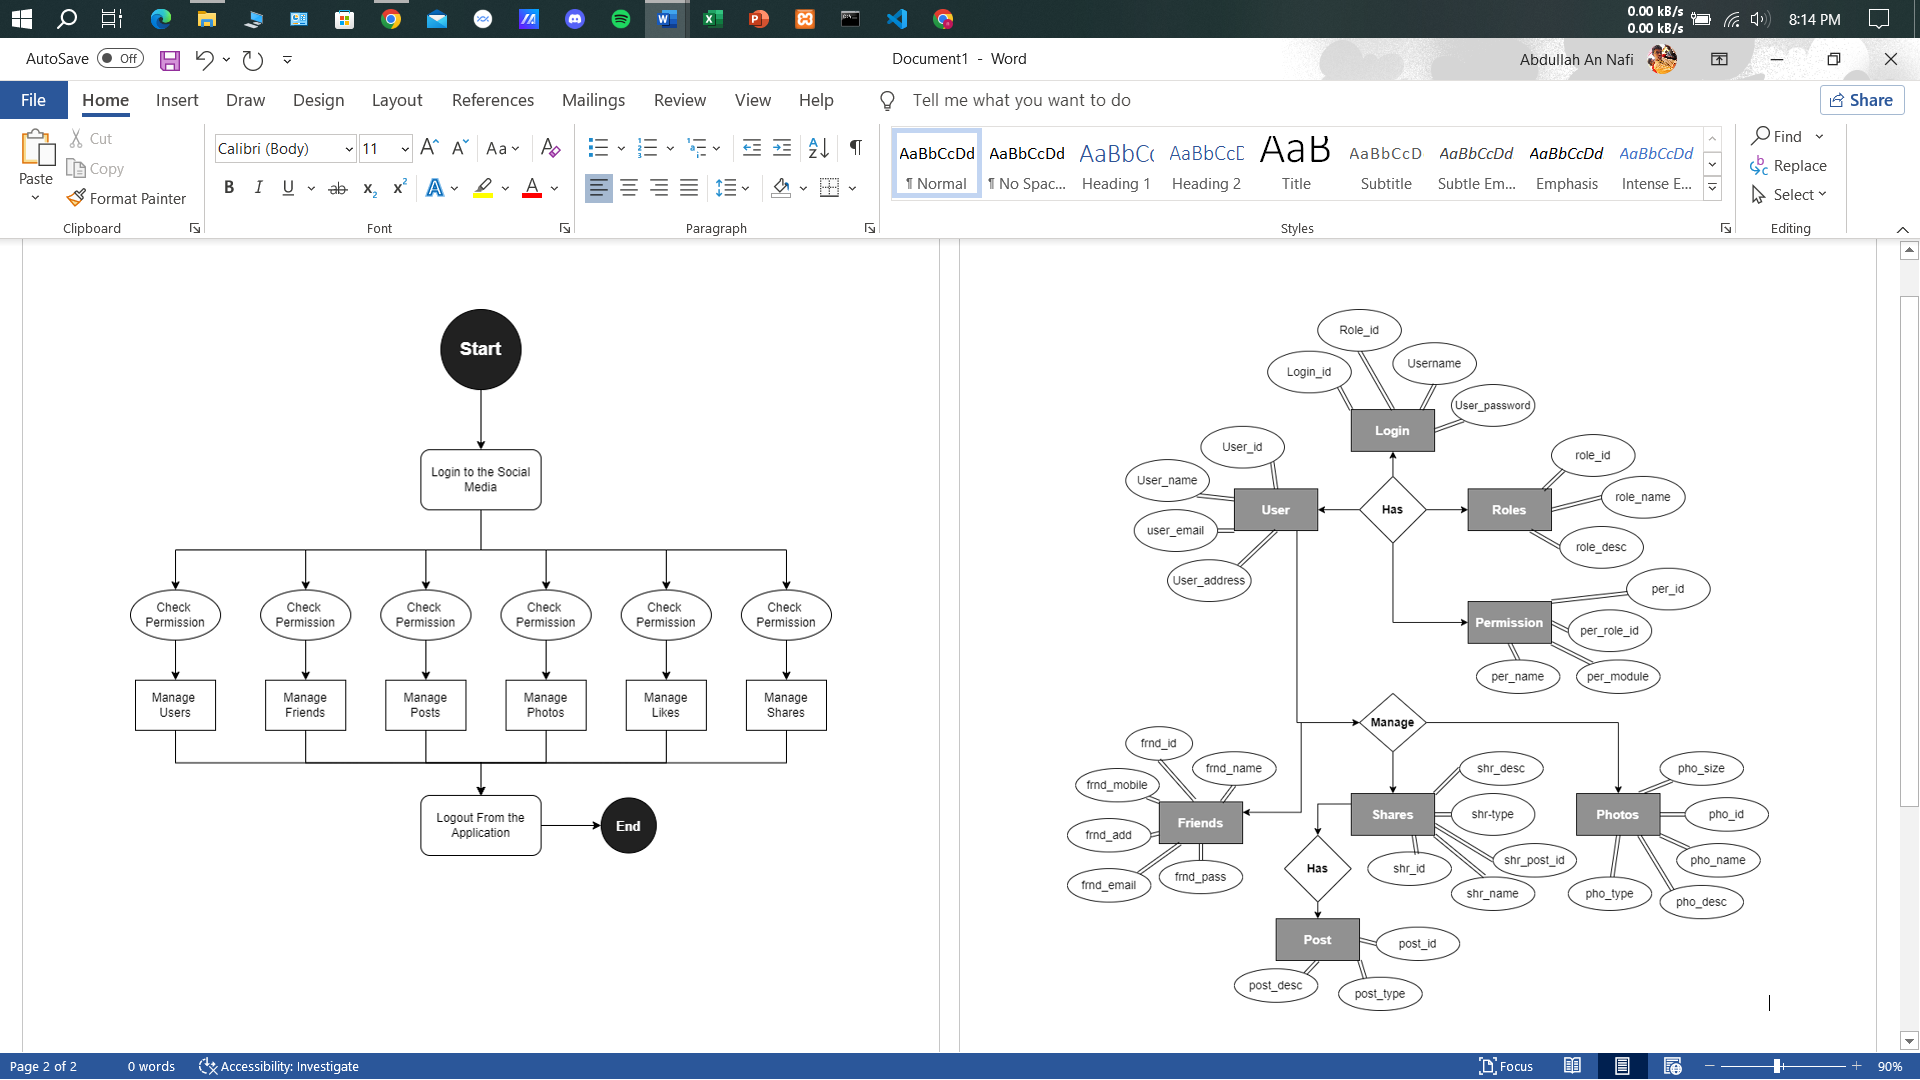 0.00 kB/s
0.00 kB/s
8:14 PM
AutoSave Off
Document1 - Word
Abdullah An Nafi
File Home Insert Draw Design Layout References Mailings Review View Help Tell me what you want to do
Share
Paste
Cut
Copy
Format Painter
Clipboard
Calibri (Body) 11
Font
Paragraph
AaBbCcDd AaBbCcDd AaBbCc AaBbCcC AaB AaBbCcD AaBbCcDd AaBbCcDd AaBbCcDd
¶ Normal ¶ No Spac... Heading 1 Heading 2 Title Subtitle Subtle Em... Emphasis Intense E...
Styles
Find
Replace
Select
Editing
Start
Login to the Social
Media
Check
Permission
Check
Permission
Check
Permission
Check
Permission
Check
Permission
Check
Permission
Manage
Users
Manage
Friends
Manage
Posts
Manage
Photos
Manage
Likes
Manage
Shares
Logout From the
Application
End
Role_id
Login_id
Username
User_password
Login
User_id
User_name
user_email
User_address
User
Has
Roles
role_id
role_name
role_desc
Permission
per_id
per_role_id
per_name
per_module
Manage
frnd_id
frnd_name
frnd_mobile
frnd_add
frnd_email
frnd_pass
Friends
Shares
shr_desc
shr-type
shr_post_id
shr_id
shr_name
Photos
pho_size
pho_id
pho_name
pho_type
pho_desc
Has
Post
post_id
post_desc
post_type
Page 2 of 2
0 words
Accessibility: Investigate
Focus
90%